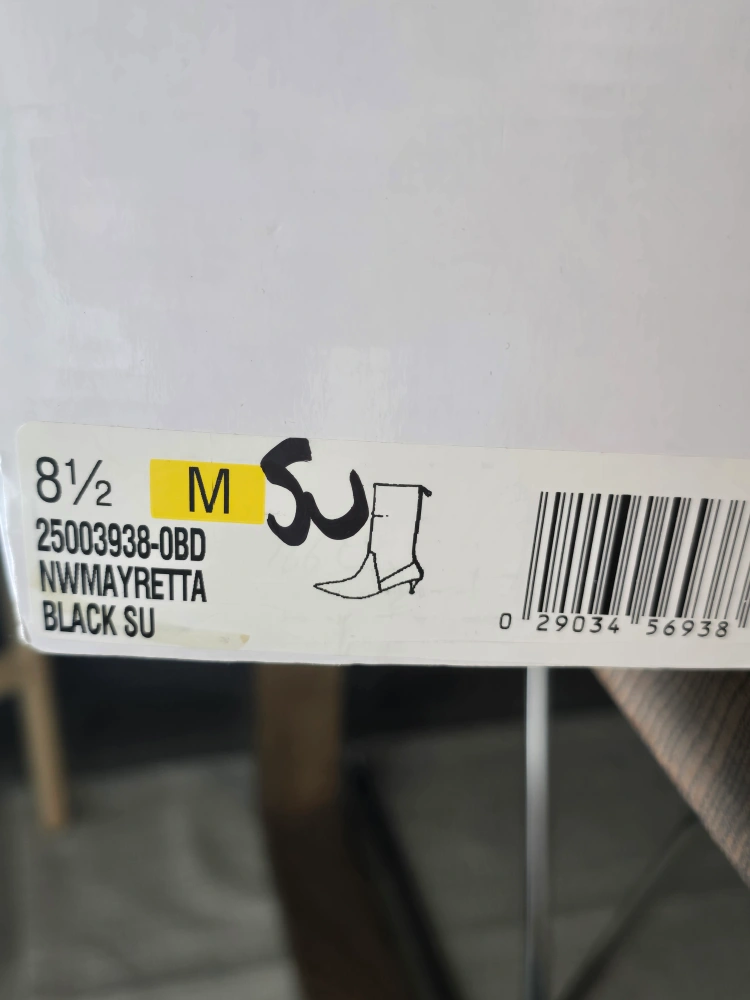 8½ M SU
25003938-0BD
NWMAYRETTA
BLACK SU
0 29034 56938